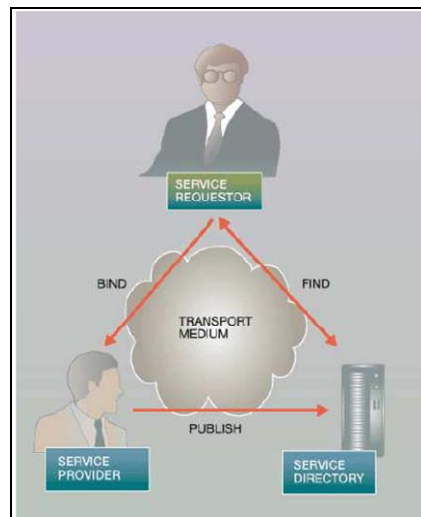 SERVICE
REQUESTOR
BIND
FIND
TRANSPORT
MEDIUM
PUBLISH
SERVICE
PROVIDER
SERVICE
DIRECTORY